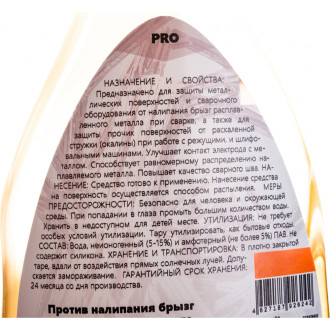 PRO
НАЗНАЧЕНИЕ И СВОЙСТВА:
Предназначено для защиты метал-
лических поверхностей и сварочного
оборудования от налипания брызг расплав-
ленного металла при сварке, а также для
защиты прочих поверхностей от раскаленной
стружки (окалины) при работе с режущими, и шлифо-
вальными машинами. Улучшает контакт электрода с ме-
таллом. Способствует равномерному распределению на-
плавляемого металла. Повышает качество сварного шва. НА-
НЕСЕНИЕ: Средство готово к применению. Нанесение средства
на поверхность осуществляется способом распыления. МЕРЫ
ПРЕДОСТОРОЖНОСТИ: Безопасно для человека и окружающей
среды. При попадании в глаза промыть большим количеством воды.
Хранить в недоступном для детей месте. УТИЛИЗАЦИЯ: Не требует
особых условий утилизации. Тару утилизировать, как бытовые отходы.
СОСТАВ: Вода, неионогенный (5-15%) и амфотерный (не более 5%) ПАВ. Не
содержит силикона. ХРАНЕНИЕ И ТРАНСПОРТИРОВКА: В плотно закрытой
таре, вдали от воздействия прямых солнечных лучей. Допускается
замораживание. ГАРАНТИЙНЫЙ СРОК ХРАНЕНИЯ:
24 месяца со дня производства.
Против налипания брызг